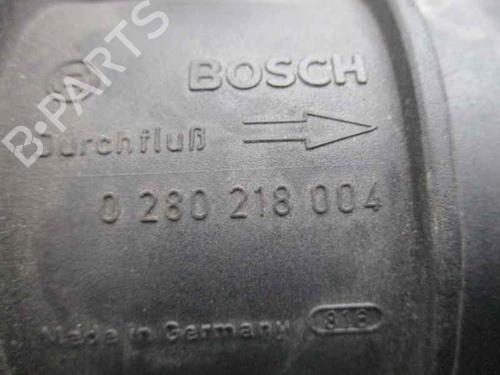 BOSCH
Durchfluß
0 280 218 004
Made in Germany 816
B-PARTS